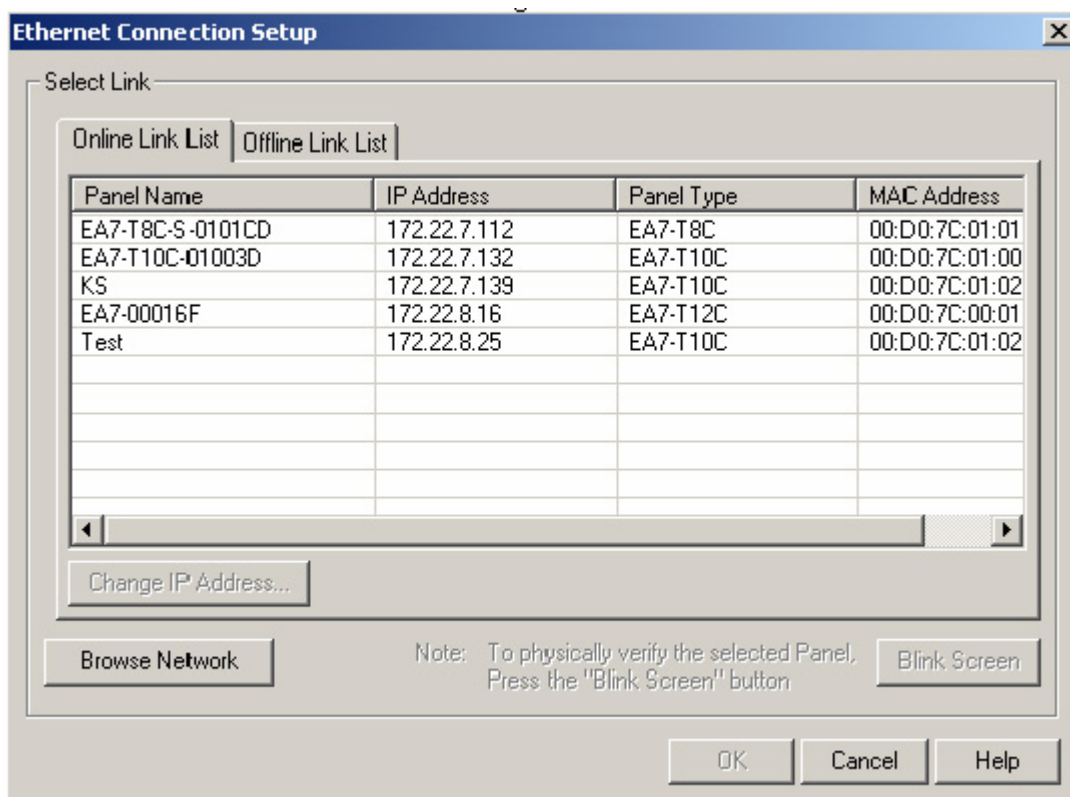 Ethernet Connection Setup
Select Link
Online Link List Offline Link List
Panel Name IP Address Panel Type MAC Address
EA7-T8C-S-0101CD 172.22.7.112 EA7-T8C 00:D0:7C:01:01
EA7-T10C-01003D 172.22.7.132 EA7-T10C 00:D0:7C:01:00
KS 172.22.7.139 EA7-T10C 00:D0:7C:01:02
EA7-00016F 172.22.8.16 EA7-T12C 00:D0:7C:00:01
Test 172.22.8.25 EA7-T10C 00:D0:7C:01:02
Change IP Address...
Browse Network
Note: To physically verify the selected Panel,
Press the "Blink Screen" button
Blink Screen
OK Cancel Help